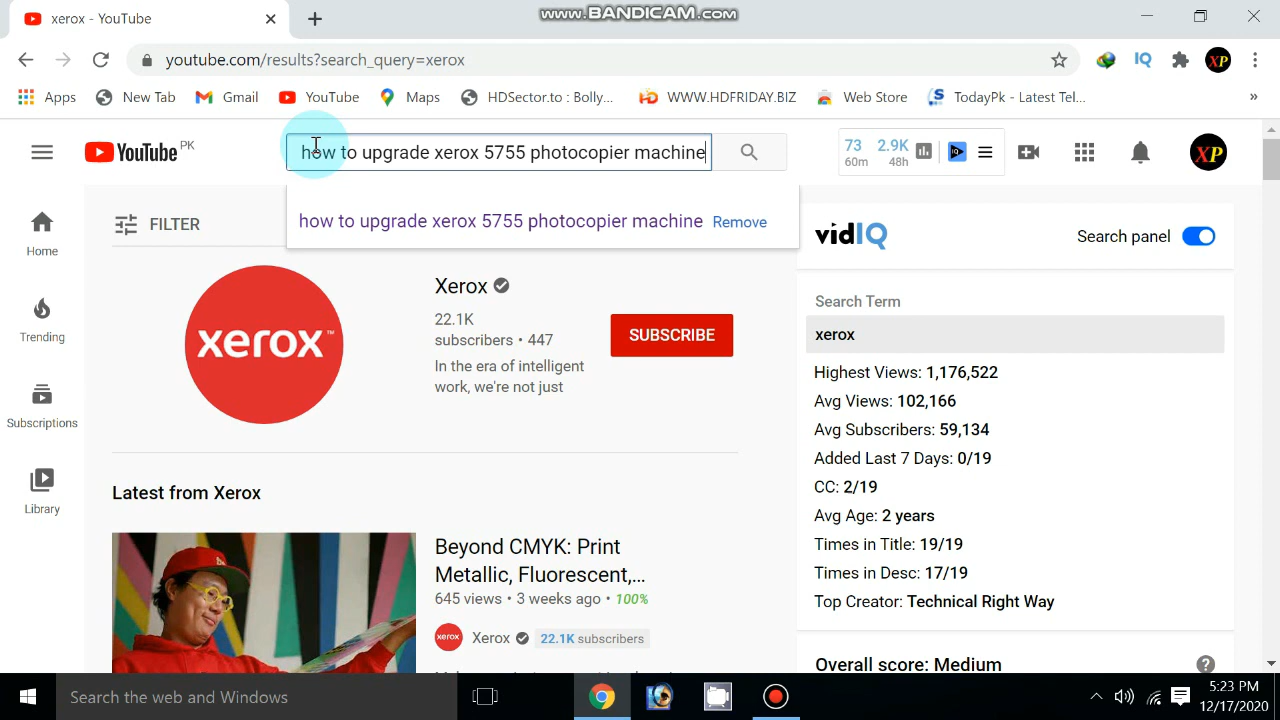 www.BANDICAM.com
xerox - YouTube
youtube.com/results?search_query=xerox
IQ
XP
Apps
New Tab
Gmail
YouTube
Maps
HDSector.to : Bolly...
WWW.HDFRIDAY.BIZ
Web Store
TodayPk - Latest Tel...
»
YouTube PK
how to upgrade xerox 5755 photocopier machine
73
60m
2.9K
48h
XP
how to upgrade xerox 5755 photocopier machine Remove
Home
Trending
Subscriptions
Library
FILTER
xerox™
Xerox
22.1K
subscribers • 447
In the era of intelligent
work, we're not just
SUBSCRIBE
Latest from Xerox
Beyond CMYK: Print
Metallic, Fluorescent,...
645 views • 3 weeks ago • 100%
xerox Xerox 22.1K subscribers
vidIQ
Search panel
Search Term
xerox
Highest Views: 1,176,522
Avg Views: 102,166
Avg Subscribers: 59,134
Added Last 7 Days: 0/19
CC: 2/19
Avg Age: 2 years
Times in Title: 19/19
Times in Desc: 17/19
Top Creator: Technical Right Way
Overall score: Medium
Search the web and Windows
5:23 PM
12/17/2020